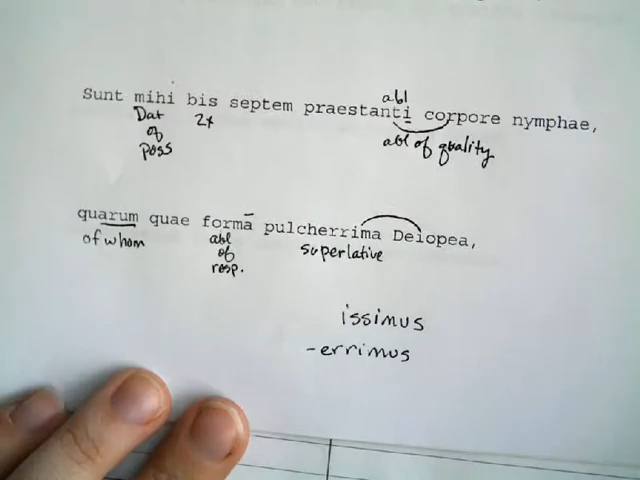 abl
Sunt mihi bis septem praestanti corpore nymphae,
Dat of poss
2x
abl of quality
quarum quae formā pulcherrima Deiopea,
of whom
abl of resp.
superlative
issimus
-errimus